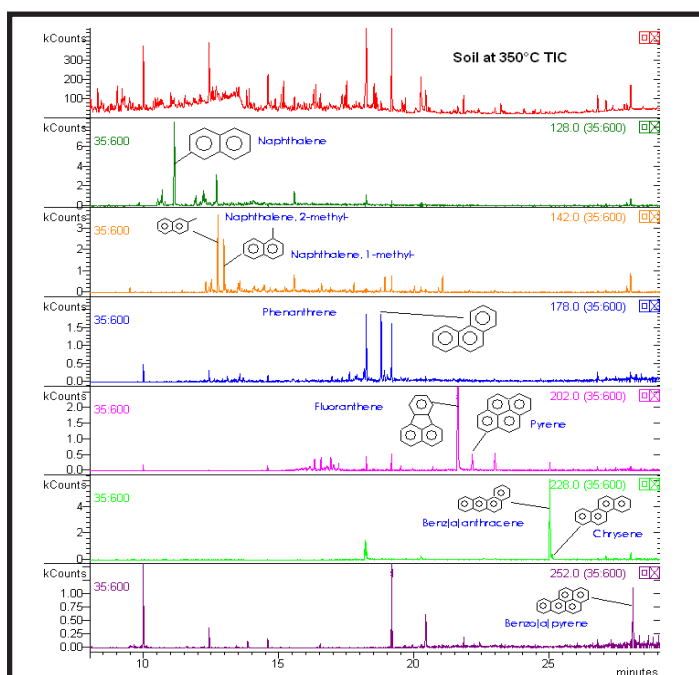 kCounts
Soil at 350°C TIC
300
200
100
kCounts
35:600
Naphthalene
128.0 (35:600)
6
4
2
0
kCounts
35:600
Naphthalene, 2-methyl-
142.0 (35:600)
Naphthalene, 1-methyl-
3
2
1
0
kCounts
35:600
Phenanthrene
178.0 (35:600)
1.5
1.0
0.5
0.0
kCounts
35:600
202.0 (35:600)
2.0
Fluoranthene
Pyrene
1.5
1.0
0.5
0.0
kCounts
35:600
228.0 (35:600)
6
4
Benz[a]anthracene
Chrysene
2
0
kCounts
35:600
252.0 (35:600)
1.00
0.75
0.50
Benzo[a]pyrene
0.25
0.00
10
15
20
25
minutes